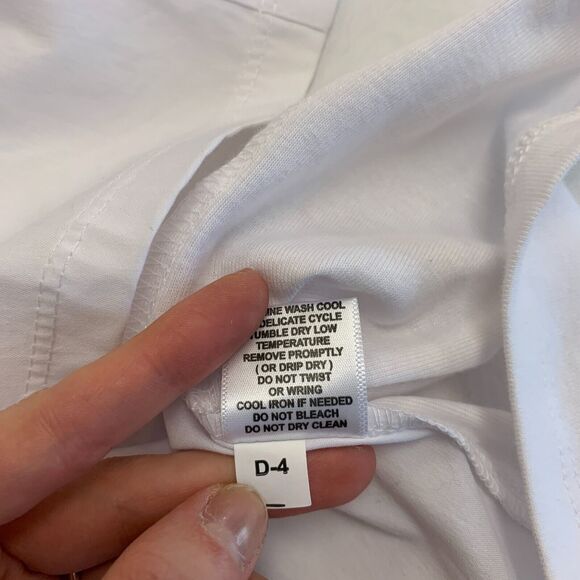 INE WASH COOL
DELICATE CYCLE
TUMBLE DRY LOW
TEMPERATURE
REMOVE PROMPTLY
( OR DRIP DRY )
DO NOT TWIST
OR WRING
COOL IRON IF NEEDED
DO NOT BLEACH
DO NOT DRY CLEAN
D-4